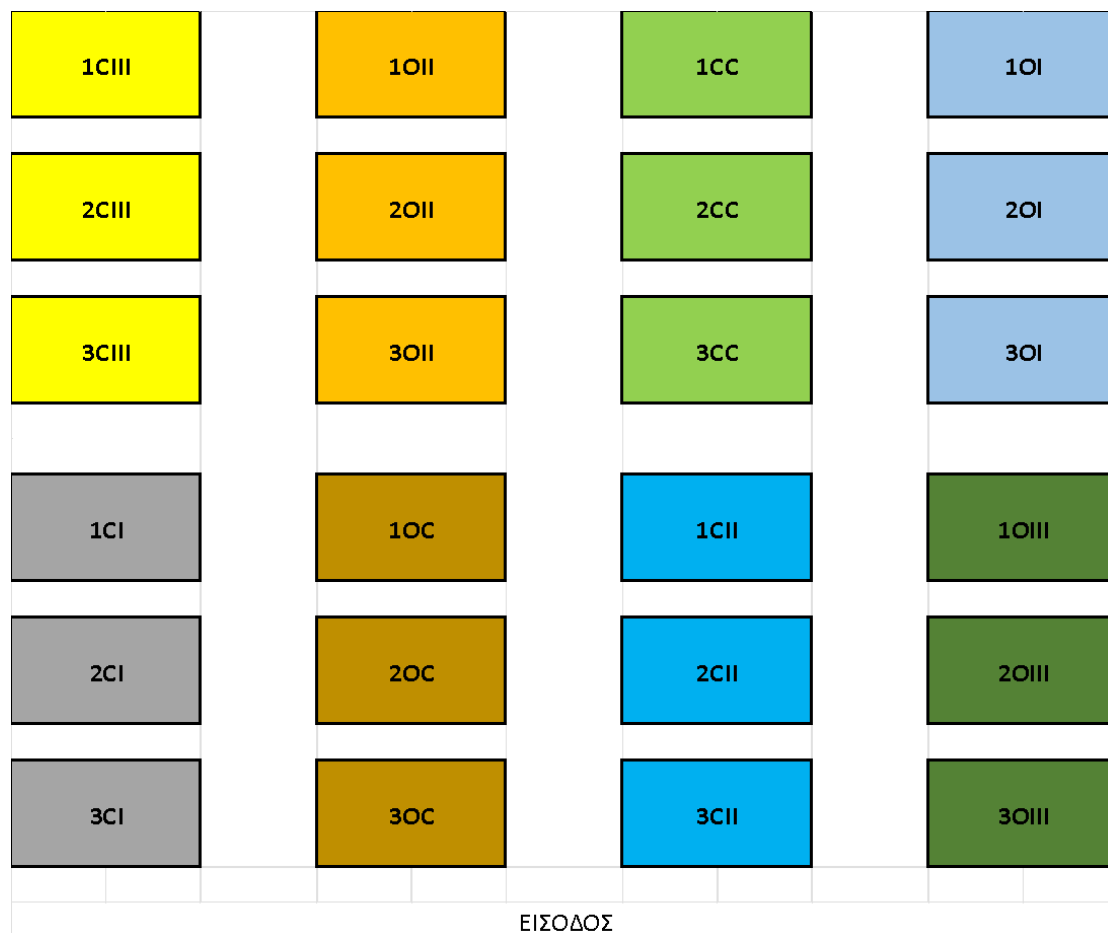 1CIII 1OII 1CC 1OI
2CIII 2OII 2CC 2OI
3CIII 3OII 3CC 3OI
1CI 1OC 1CII 1OIII
2CI 2OC 2CII 2OIII
3CI 3OC 3CII 3OIII
ΕΙΣΟΔΟΣ